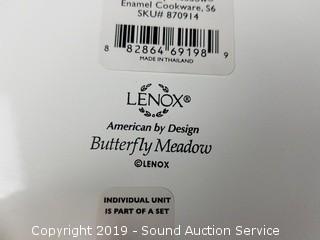 Enamel Cookware, S6
SKU# 870914
8 82864 69198 9
MADE IN THAILAND
LENOX®
American by Design
Butterfly Meadow
©LENOX
INDIVIDUAL UNIT
IS PART OF A SET
Copyright 2019 - Sound Auction Service